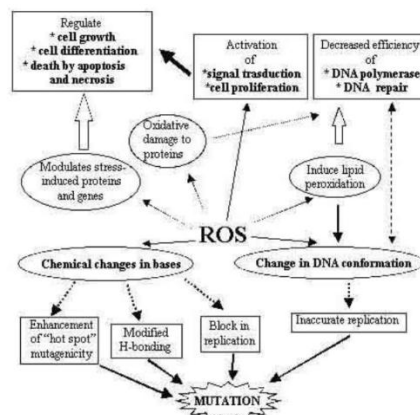 Regulate
* cell growth
* cell differentiation
* death by apoptosis
and necrosis
Activation
of
*signal trasduction
*cell proliferation
Decreased efficiency
of
* DNA polymerase
* DNA repair
Oxidative
damage to
proteins
Modulates stress-
induced proteins
and genes
Induce lipid
peroxidation
ROS
Chemical changes in bases
Change in DNA conformation
Enhancement
of "hot spot"
mutagenicity
Modified
H-bonding
Block in
replication
Inaccurate replication
MUTATION